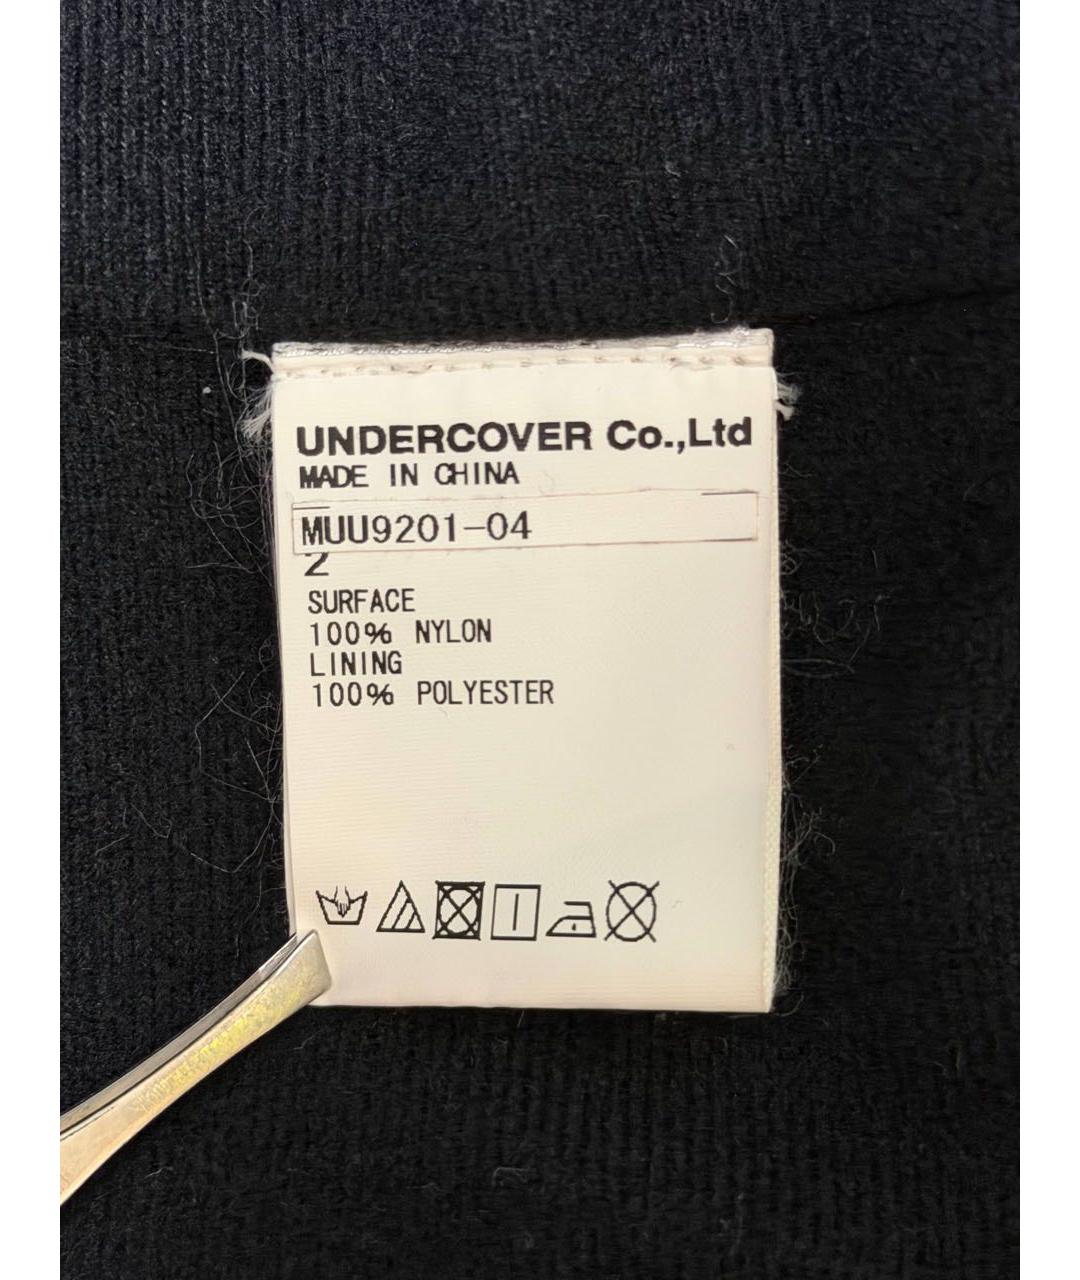 UNDERCOVER Co.,Ltd
MADE IN CHINA
MUU9201-04
2
SURFACE
100% NYLON
LINING
100% POLYESTER